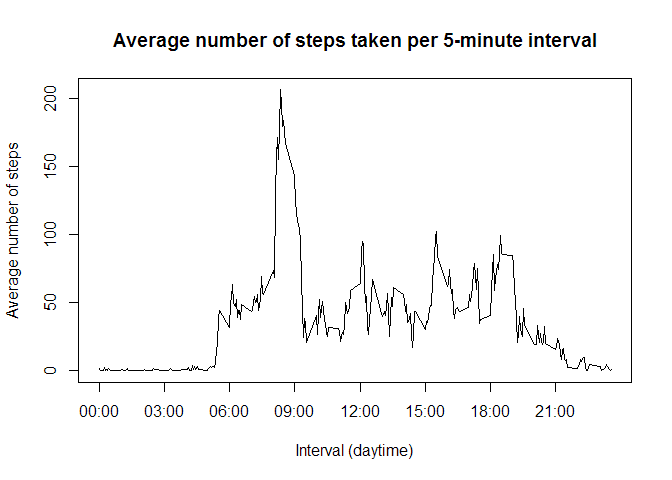 Average number of steps taken per 5-minute interval
Average number of steps
200
150
100
50
0
00:00 03:00 06:00 09:00 12:00 15:00 18:00 21:00
Interval (daytime)